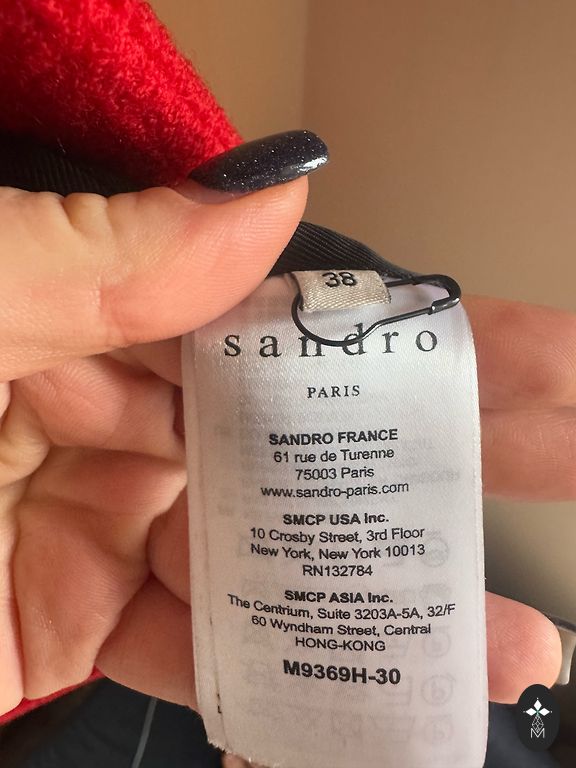 38
sandro
PARIS
SANDRO FRANCE
61 rue de Turenne
75003 Paris
www.sandro-paris.com
SMCP USA Inc.
10 Crosby Street, 3rd Floor
New York, New York 10013
RN132784
SMCP ASIA Inc.
The Centrium, Suite 3203A-5A, 32/F
60 Wyndham Street, Central
HONG-KONG
M9369H-30
M